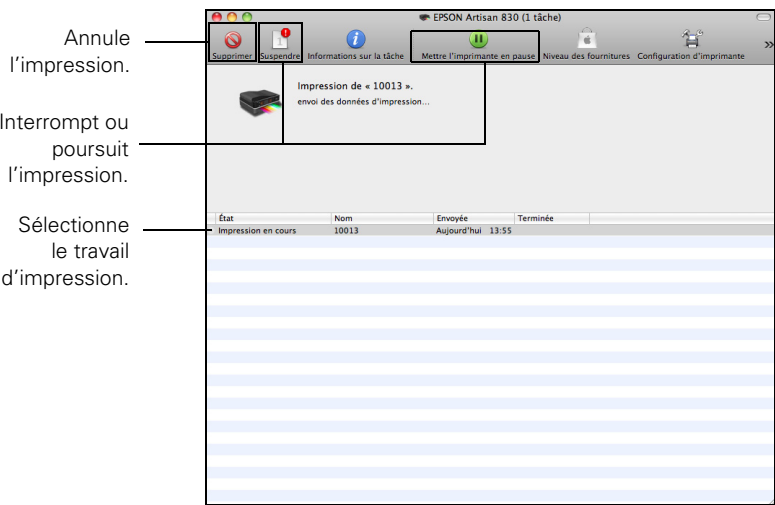 EPSON Artisan 830 (1 tâche)
Supprimer Suspendre Informations sur la tâche Mettre l'imprimante en pause Niveau des fournitures Configuration d'imprimante »
Annule
l'impression.
Impression de « 10013 ».
envoi des données d'impression...
Interrompt ou
poursuit
l'impression.
État Nom Envoyée Terminée
Impression en cours 10013 Aujourd'hui 13:55
Sélectionne
le travail
d'impression.